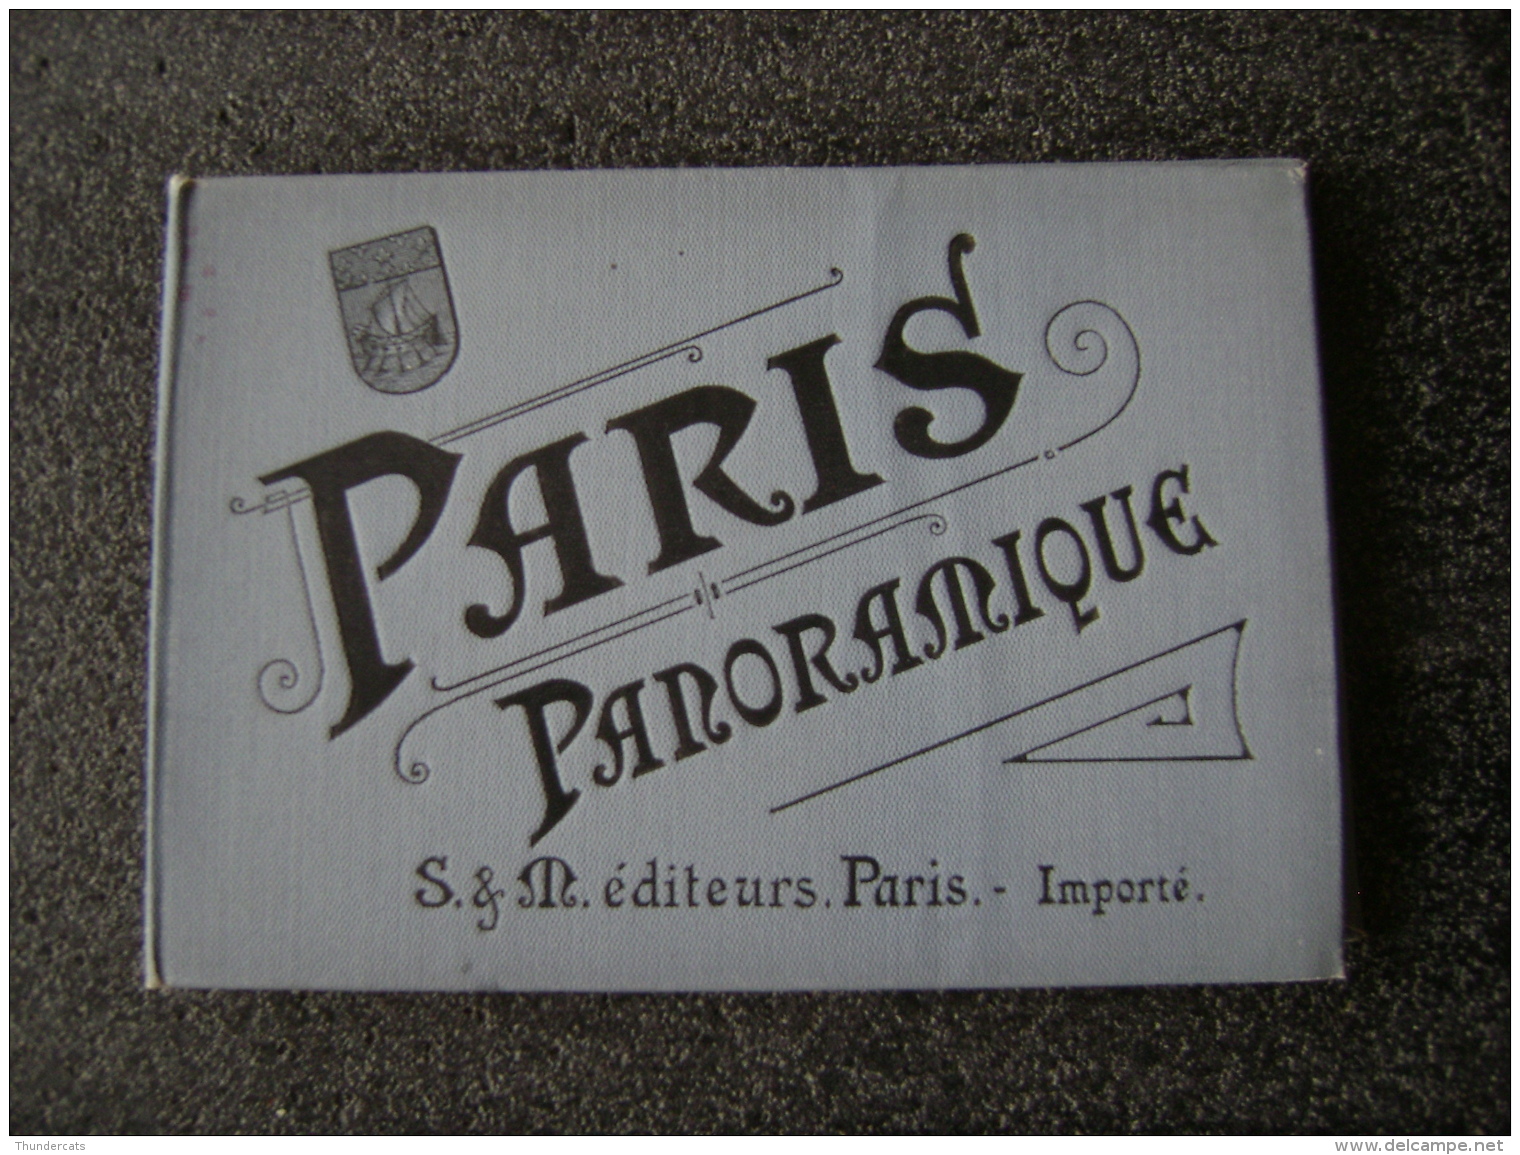 PARIS
PANORAMIQUE
S. & M. éditeurs. Paris. - Importé.
Thundercats
www.delcampe.net